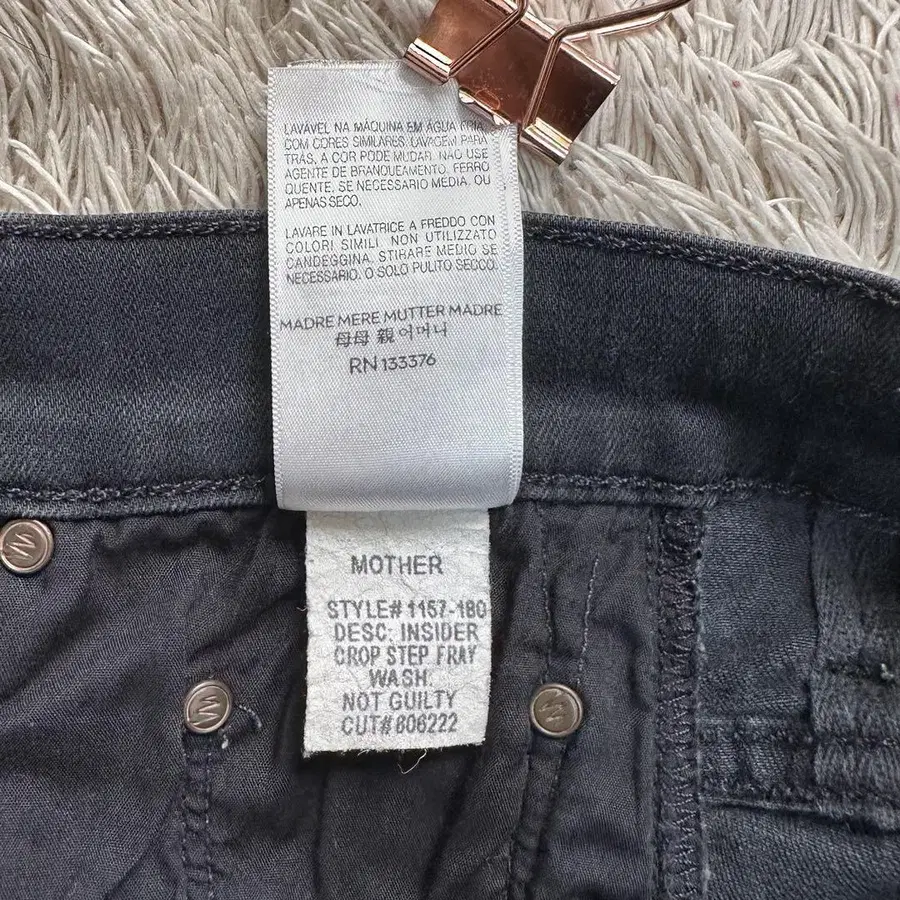 LAVÁVEL NA MÁQUINA EM ÁGUA FRIA
COM CORES SIMILARES. LAVAGEM PARA
TRÁS, A COR PODE MUDAR. NÃO USE
AGENTE DE BRANQUEAMENTO. FERRO
QUENTE, SE NECESSARIO MÉDIA. OU
APENAS SECO.
LAVARE IN LAVATRICE A FREDDO CON
COLORI SIMILI. NON UTILIZZATO
CANDEGGINA. STIRARE MEDIO SE
NECESSARIO. O SOLO PULITO SECCO.
MADRE MERE MUTTER MADRE
母母 親 어머니
RN 133376
MOTHER
STYLE# 1157-180
DESC: INSIDER
CROP STEP FRAY
WASH:
NOT GUILTY
CUT# 806222